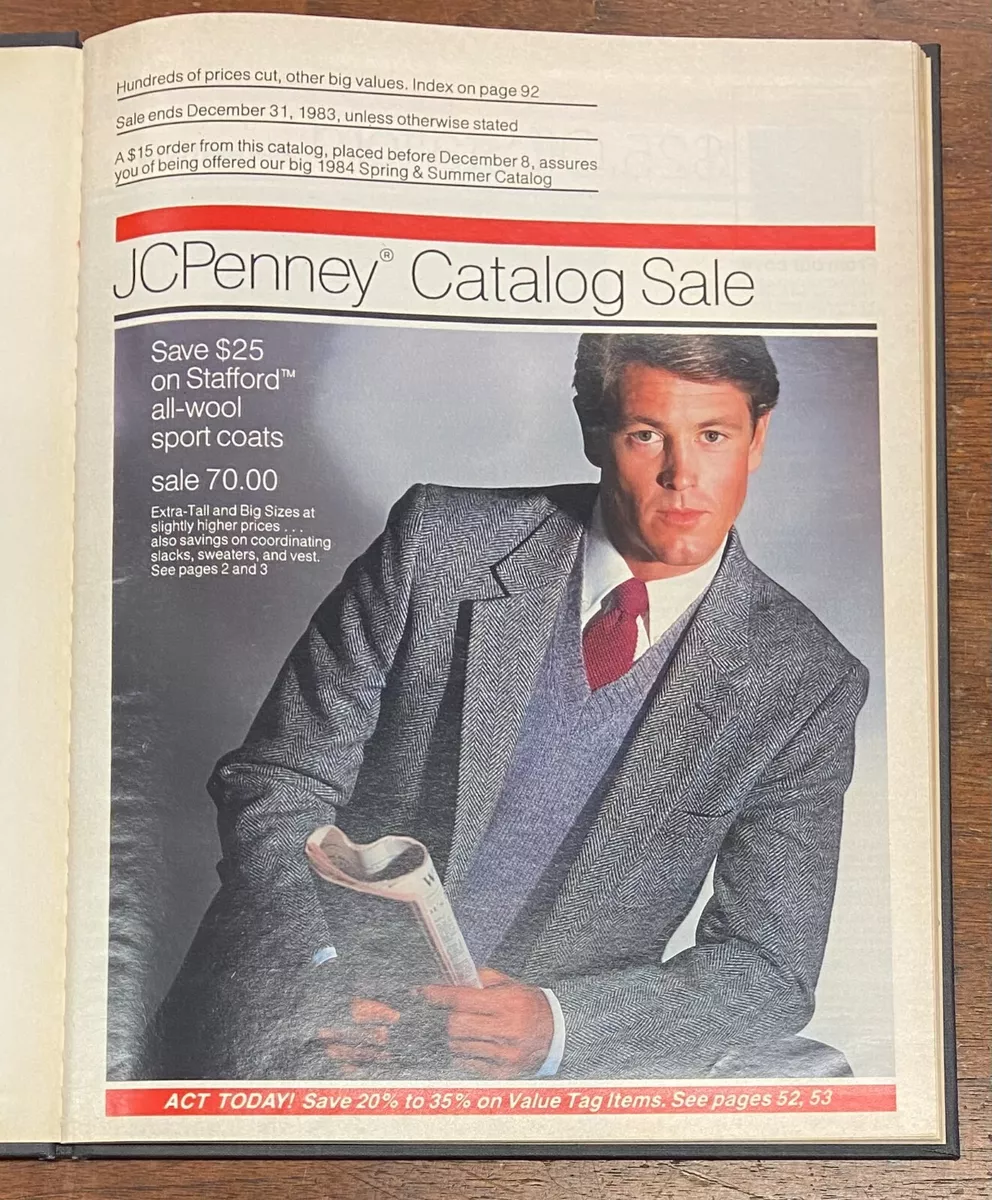 Hundreds of prices cut, other big values. Index on page 92
Sale ends December 31, 1983, unless otherwise stated
A $15 order from this catalog, placed before December 8, assures
you of being offered our big 1984 Spring & Summer Catalog
JCPenney® Catalog Sale
Save $25
on Stafford™
all-wool
sport coats
sale 70.00
Extra-Tall and Big Sizes at
slightly higher prices . . .
also savings on coordinating
slacks, sweaters, and vest.
See pages 2 and 3
ACT TODAY! Save 20% to 35% on Value Tag Items. See pages 52, 53